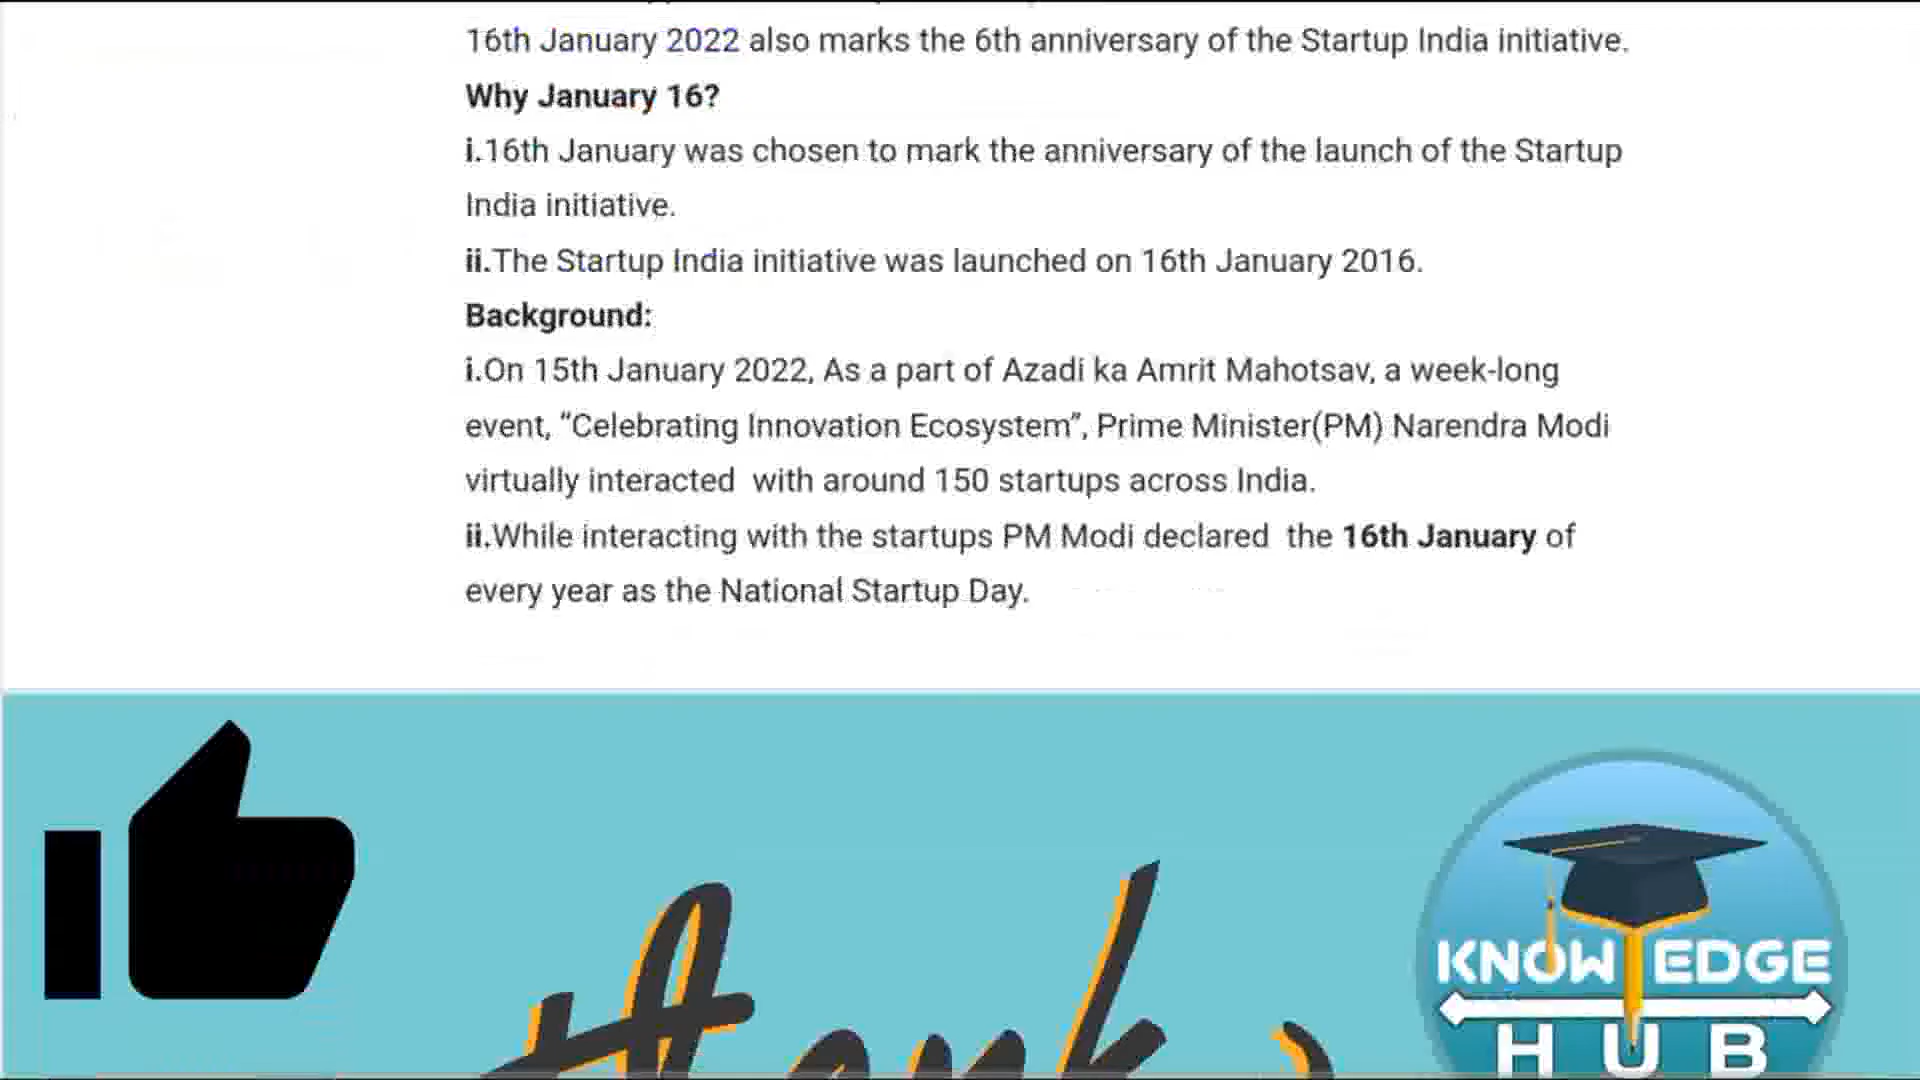 16th January 2022 also marks the 6th anniversary of the Startup India initiative.
Why January 16?
i.16th January was chosen to mark the anniversary of the launch of the Startup
India initiative.
ii.The Startup India initiative was launched on 16th January 2016.
Background:
i.On 15th January 2022, As a part of Azadi ka Amrit Mahotsav, a week-long
event, “Celebrating Innovation Ecosystem”, Prime Minister(PM) Narendra Modi
virtually interacted  with around 150 startups across India.
ii.While interacting with the startups PM Modi declared  the 16th January of
every year as the National Startup Day.
Thank
KNOWLEDGE
HUB